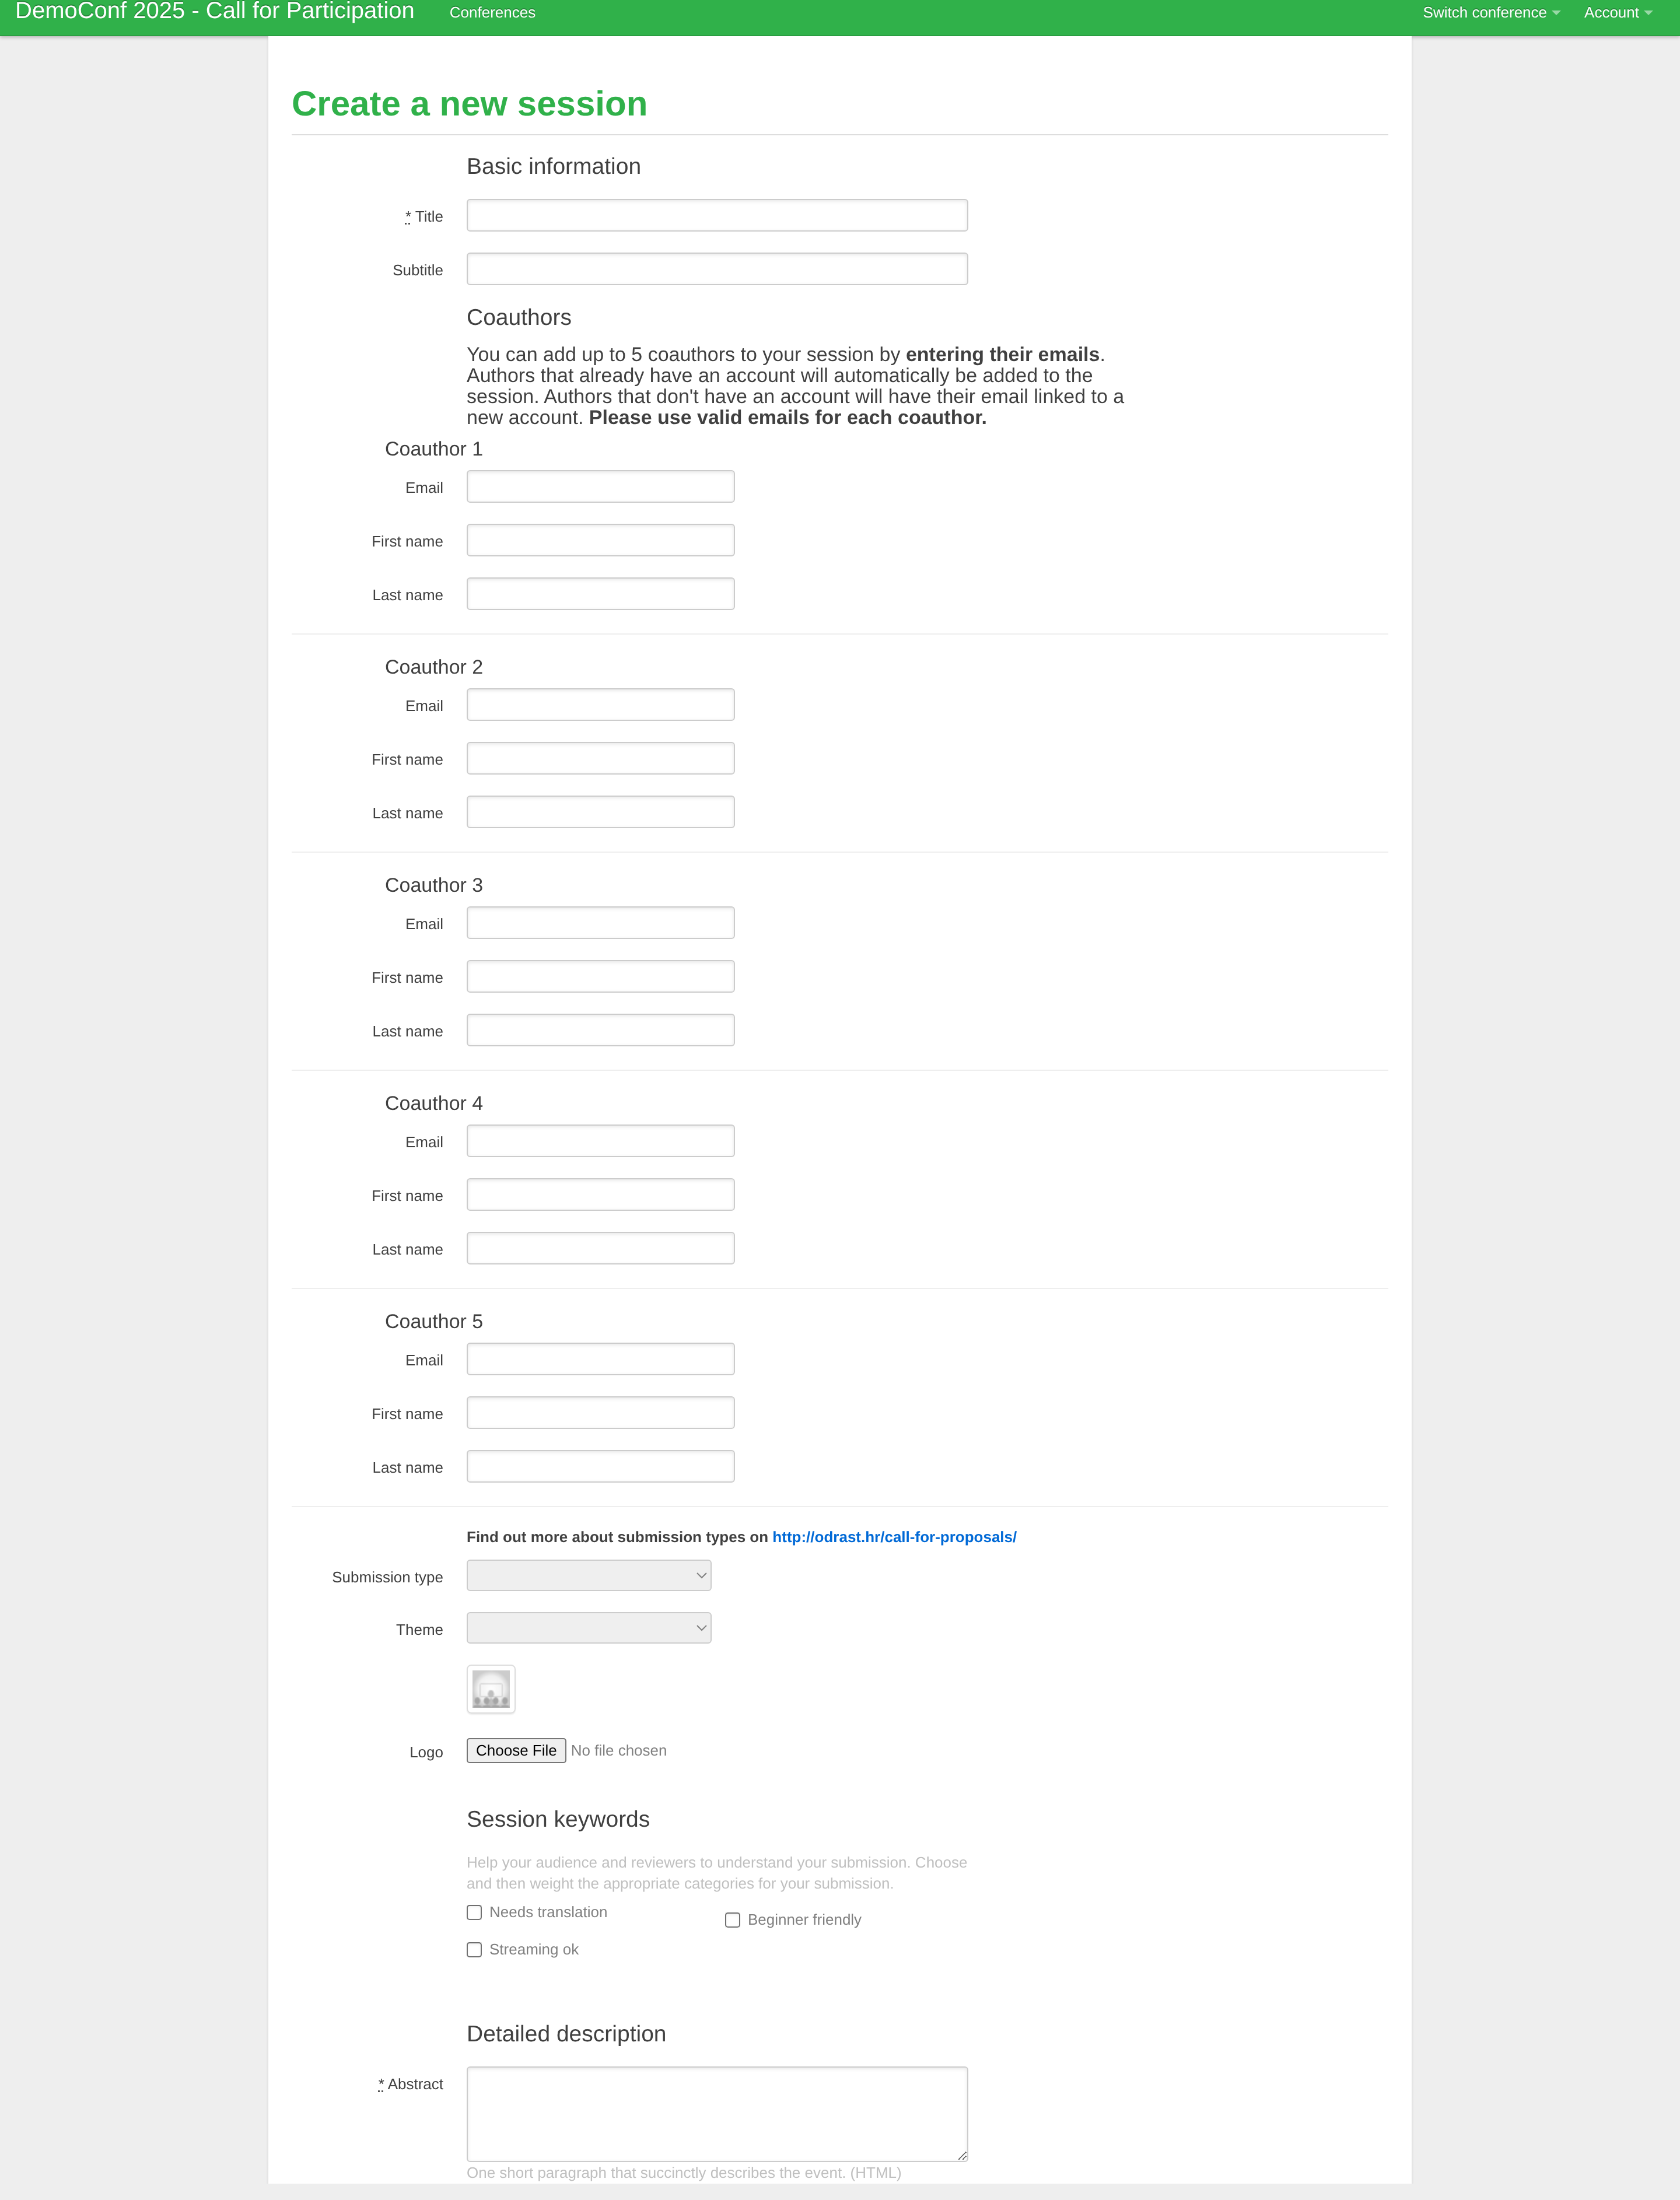 DemoConf 2025 - Call for Participation Conferences Switch conference Account
Create a new session
Basic information
* Title
Subtitle
Coauthors
You can add up to 5 coauthors to your session by entering their emails.
Authors that already have an account will automatically be added to the
session. Authors that don't have an account will have their email linked to a
new account. Please use valid emails for each coauthor.
Coauthor 1
Email
First name
Last name
Coauthor 2
Email
First name
Last name
Coauthor 3
Email
First name
Last name
Coauthor 4
Email
First name
Last name
Coauthor 5
Email
First name
Last name
Find out more about submission types on http://odrast.hr/call-for-proposals/
Submission type
Theme
Logo Choose File No file chosen
Session keywords
Help your audience and reviewers to understand your submission. Choose
and then weight the appropriate categories for your submission.
Needs translation Beginner friendly
Streaming ok
Detailed description
* Abstract
One short paragraph that succinctly describes the event. (HTML)